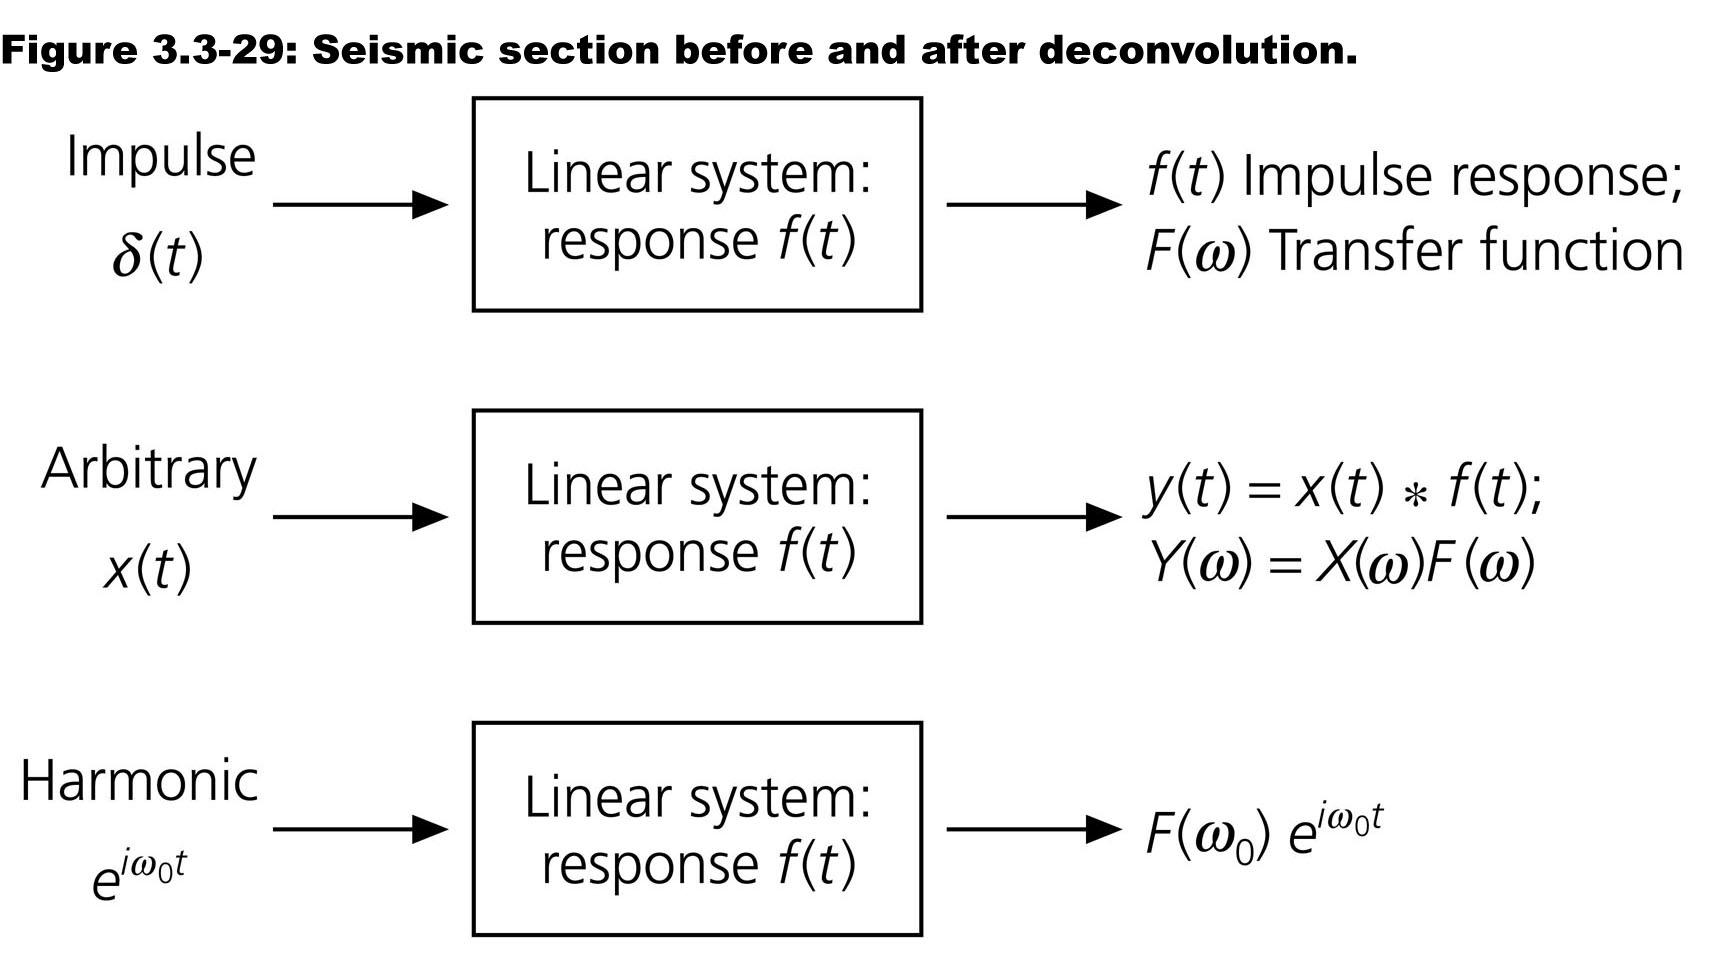 Figure 3.3-29: Seismic section before and after deconvolution.
Impulse
δ(t)
Linear system:
response f(t)
f(t) Impulse response;
F(ω) Transfer function
Arbitrary
x(t)
Linear system:
response f(t)
y(t) = x(t) * f(t);
Y(ω) = X(ω)F(ω)
Harmonic
e^{iω₀t}
Linear system:
response f(t)
F(ω₀) e^{iω₀t}